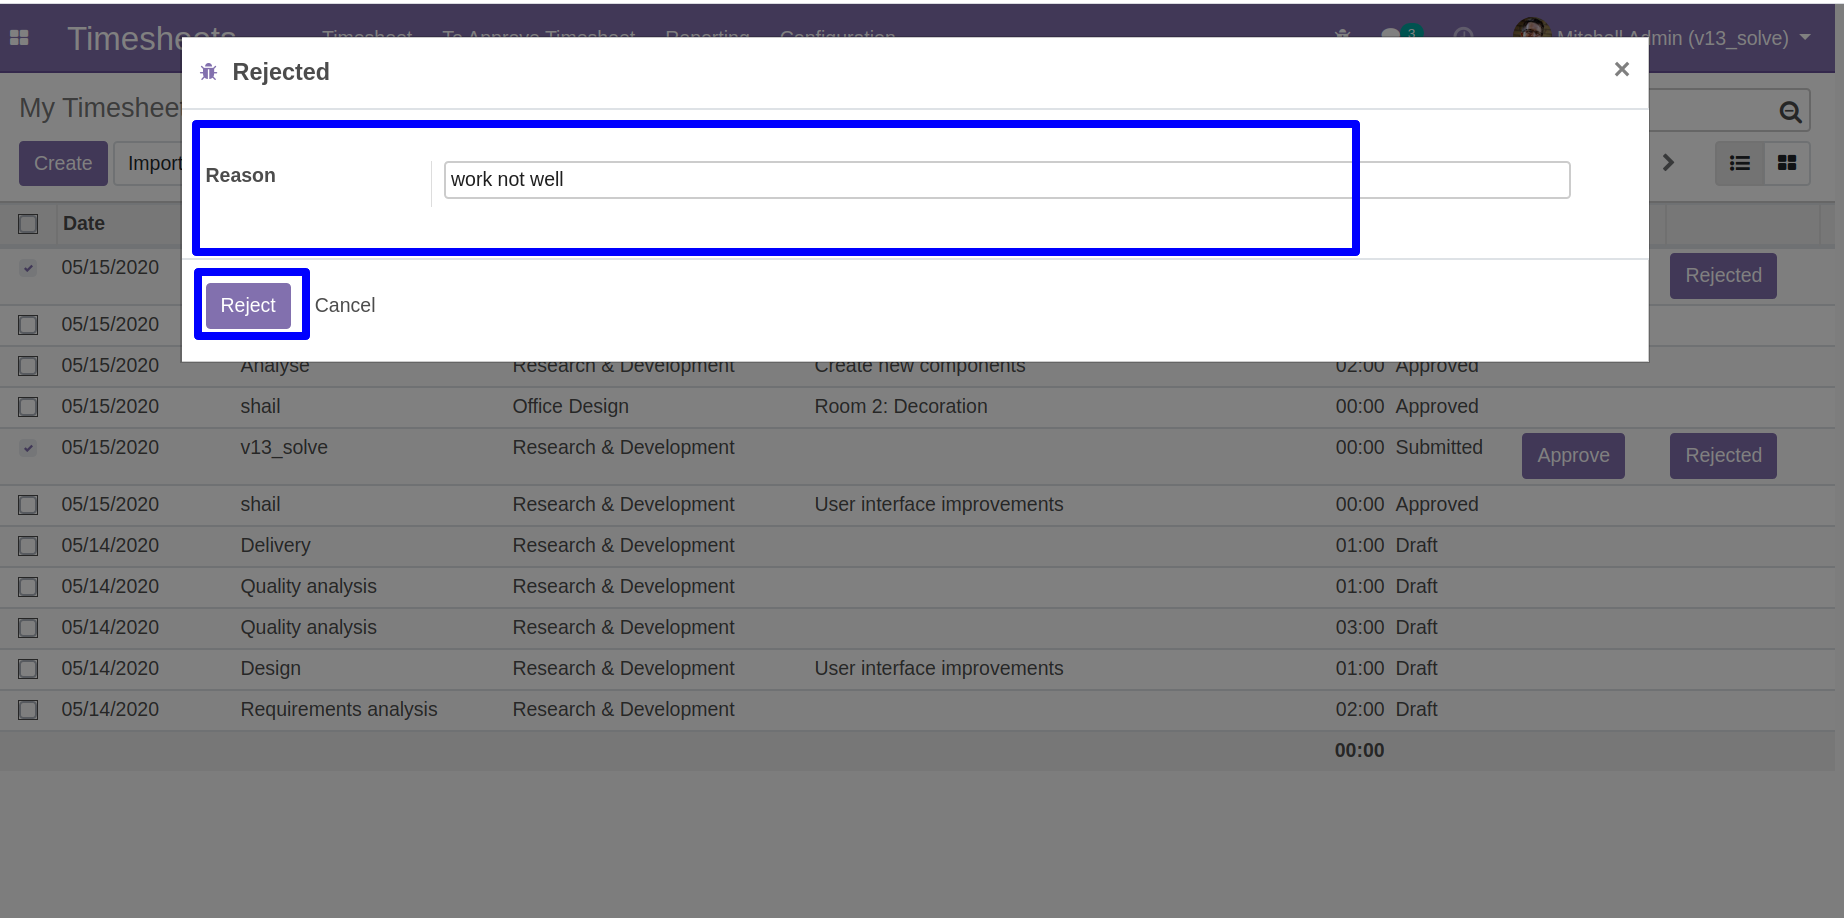 Timesheets Timesheet To Approve Timesheet Reporting Configuration 3 Mitchell Admin (v13_solve)
Rejected
My Timesheet
Create Import
Reason work not well
Date
05/15/2020 Rejected
Reject Cancel
05/15/2020
05/15/2020 Analyse Research & Development Create new components 02:00 Approved
05/15/2020 shail Office Design Room 2: Decoration 00:00 Approved
05/15/2020 v13_solve Research & Development 00:00 Submitted Approve Rejected
05/15/2020 shail Research & Development User interface improvements 00:00 Approved
05/14/2020 Delivery Research & Development 01:00 Draft
05/14/2020 Quality analysis Research & Development 01:00 Draft
05/14/2020 Quality analysis Research & Development 03:00 Draft
05/14/2020 Design Research & Development User interface improvements 01:00 Draft
05/14/2020 Requirements analysis Research & Development 02:00 Draft
00:00